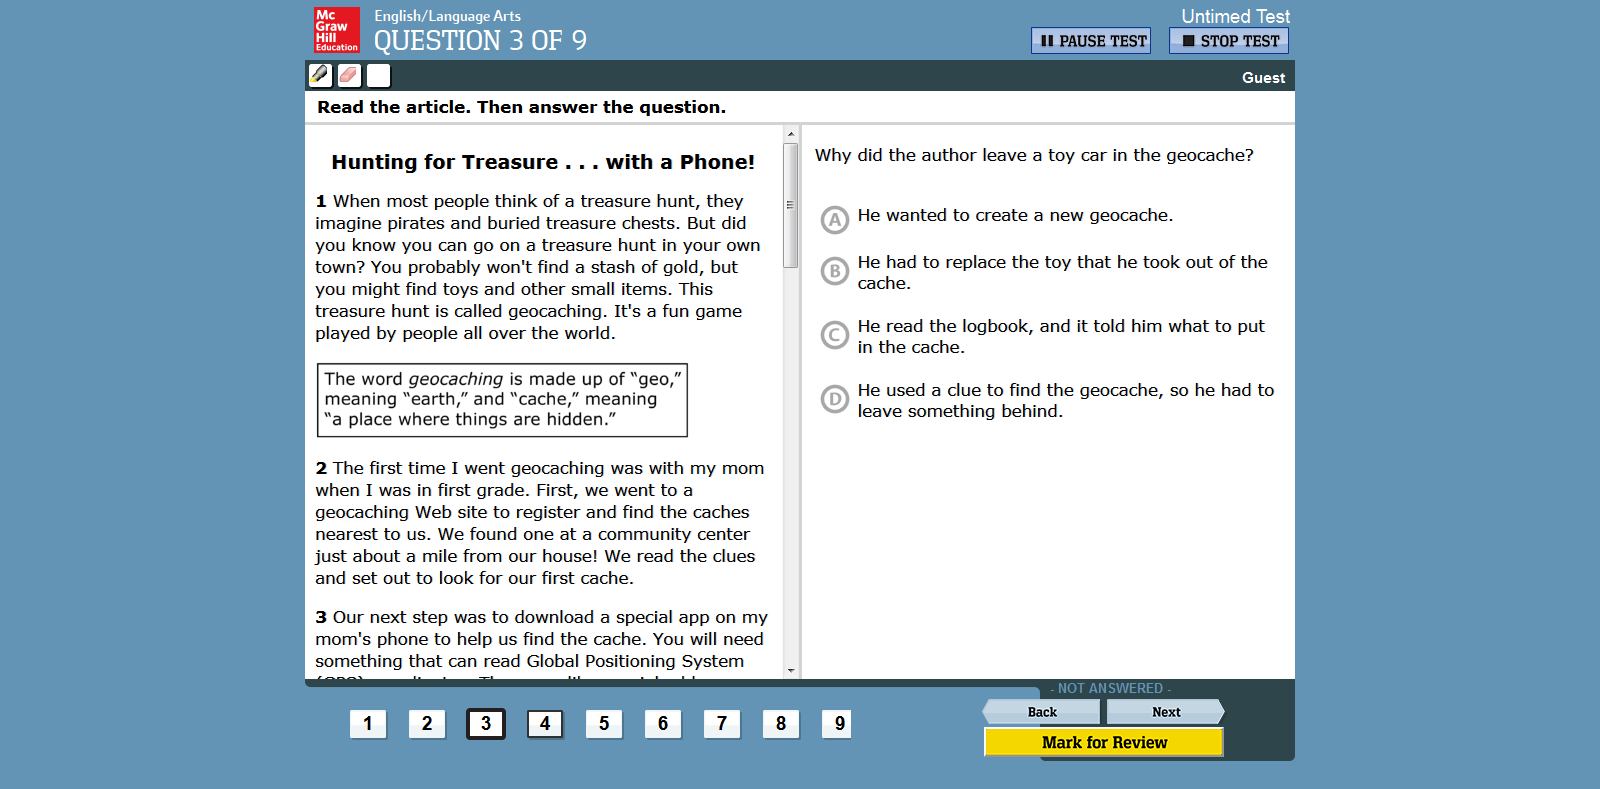 Mc
Graw
Hill
Education
English/Language Arts
QUESTION 3 OF 9
Untimed Test
PAUSE TEST
STOP TEST
Guest
Read the article. Then answer the question.
Hunting for Treasure . . . with a Phone!
1 When most people think of a treasure hunt, they
imagine pirates and buried treasure chests. But did
you know you can go on a treasure hunt in your own
town? You probably won't find a stash of gold, but
you might find toys and other small items. This
treasure hunt is called geocaching. It's a fun game
played by people all over the world.
The word geocaching is made up of “geo,”
meaning “earth,” and “cache,” meaning
“a place where things are hidden.”
2 The first time I went geocaching was with my mom
when I was in first grade. First, we went to a
geocaching Web site to register and find the caches
nearest to us. We found one at a community center
just about a mile from our house! We read the clues
and set out to look for our first cache.
3 Our next step was to download a special app on my
mom's phone to help us find the cache. You will need
something that can read Global Positioning System
Why did the author leave a toy car in the geocache?
A He wanted to create a new geocache.
B He had to replace the toy that he took out of the
cache.
C He read the logbook, and it told him what to put
in the cache.
D He used a clue to find the geocache, so he had to
leave something behind.
- NOT ANSWERED -
1 2 3 4 5 6 7 8 9
Back
Next
Mark for Review